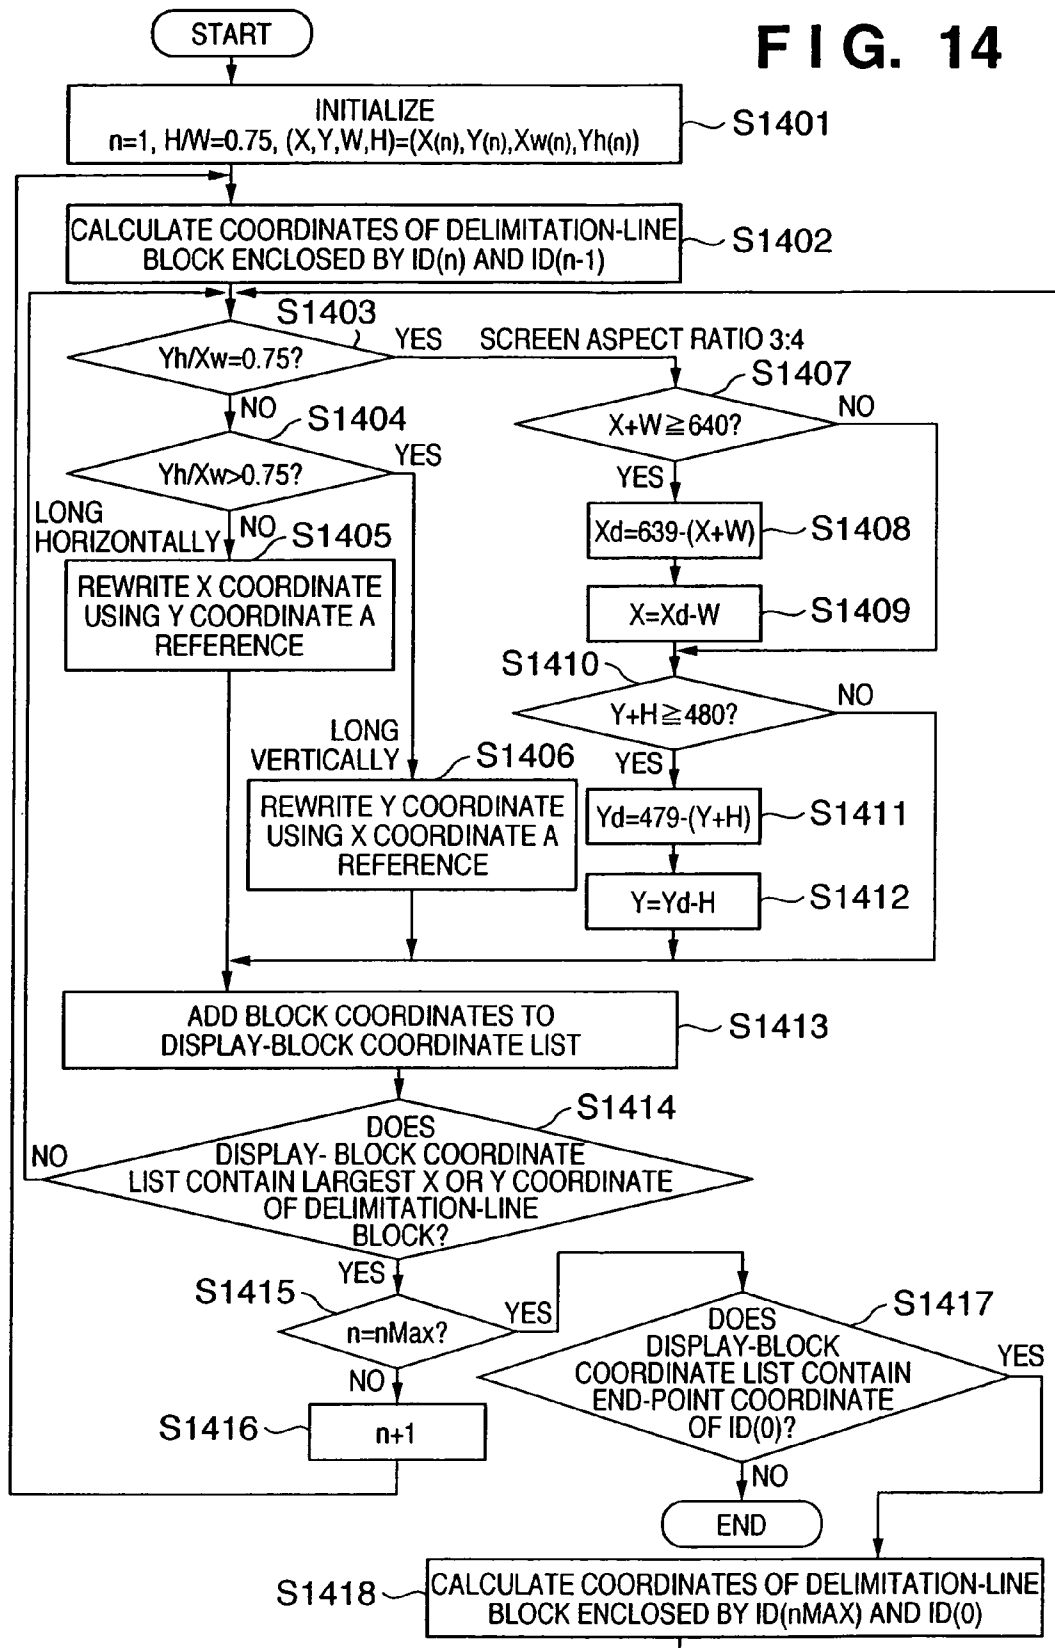 FIG. 14
START
INITIALIZE
n=1, H/W=0.75, (X,Y,W,H)=(X(n),Y(n),Xw(n),Yh(n))
S1401
CALCULATE COORDINATES OF DELIMITATION-LINE
BLOCK ENCLOSED BY ID(n) AND ID(n-1)
S1402
S1403
Yh/Xw=0.75?
YES
SCREEN ASPECT RATIO 3:4
NO
S1404
Yh/Xw>0.75?
YES
S1407
X+W≧640?
NO
YES
LONG
HORIZONTALLY
NO
S1405
REWRITE X COORDINATE
USING Y COORDINATE A
REFERENCE
Xd=639-(X+W)
S1408
X=Xd-W
S1409
S1410
Y+H≧480?
NO
YES
LONG
VERTICALLY
S1406
REWRITE Y COORDINATE
USING X COORDINATE A
REFERENCE
Yd=479-(Y+H)
S1411
Y=Yd-H
S1412
ADD BLOCK COORDINATES TO
DISPLAY-BLOCK COORDINATE LIST
S1413
S1414
DOES
DISPLAY- BLOCK COORDINATE
LIST CONTAIN LARGEST X OR Y COORDINATE
OF DELIMITATION-LINE
BLOCK?
NO
YES
S1415
n=nMax?
YES
NO
S1416
n+1
S1417
DOES
DISPLAY-BLOCK
COORDINATE LIST CONTAIN
END-POINT COORDINATE
OF ID(0)?
YES
NO
END
S1418
CALCULATE COORDINATES OF DELIMITATION-LINE
BLOCK ENCLOSED BY ID(nMAX) AND ID(0)